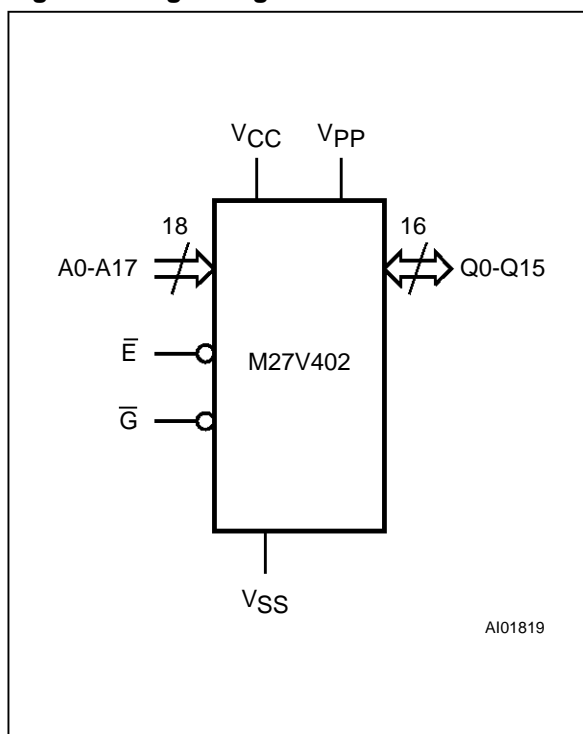 VCC VPP
18 16
A0-A17 Q0-Q15
E̅
M27V402
G̅
VSS
AI01819